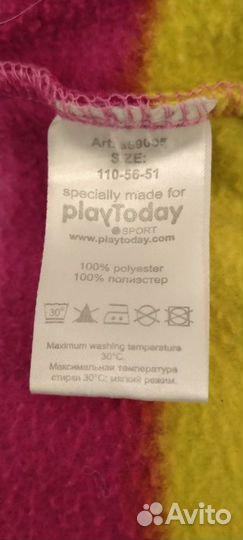 Art.
SIZE:
110-56-51
specially made for
playToday
SPORT
www.playtoday.com
100% polyester
100% полиэстер
30°
Maximum washing temperature
30°C.
Максимальная температура
стирки 30°C: мягкий режим.
Avito